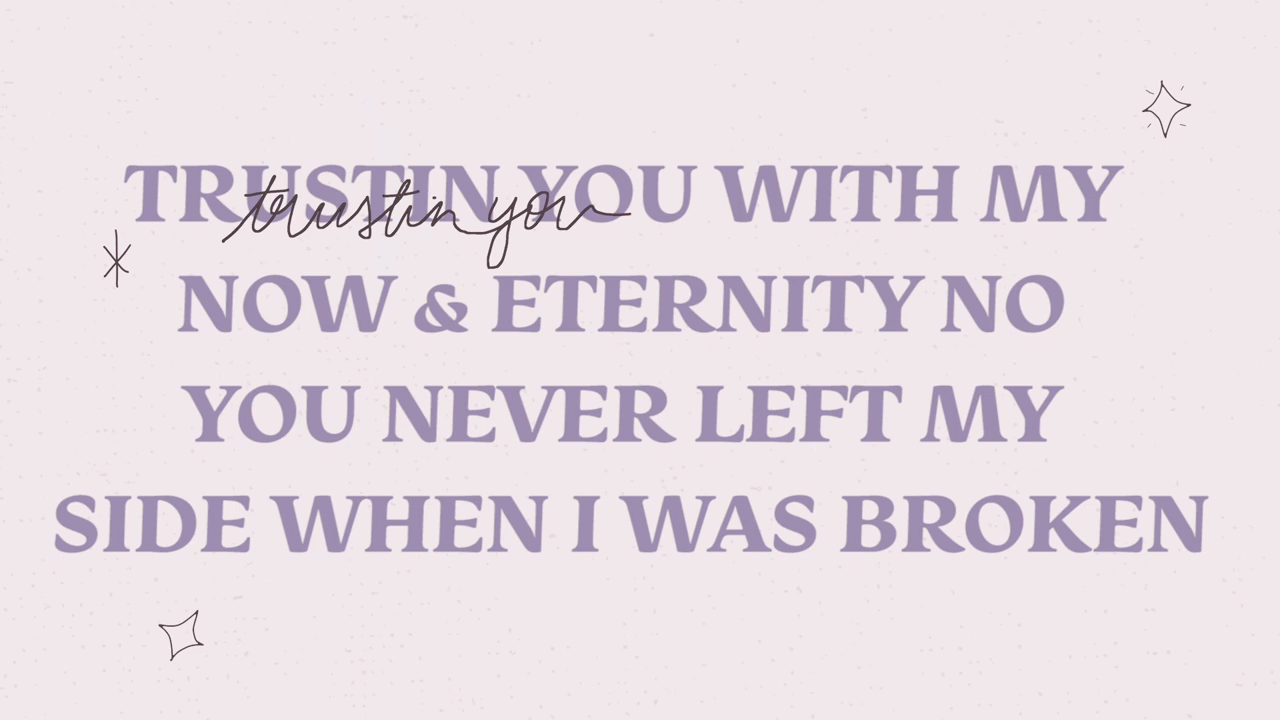 TRUSTIN YOU WITH MY
trustin you
NOW & ETERNITY NO
YOU NEVER LEFT MY
SIDE WHEN I WAS BROKEN